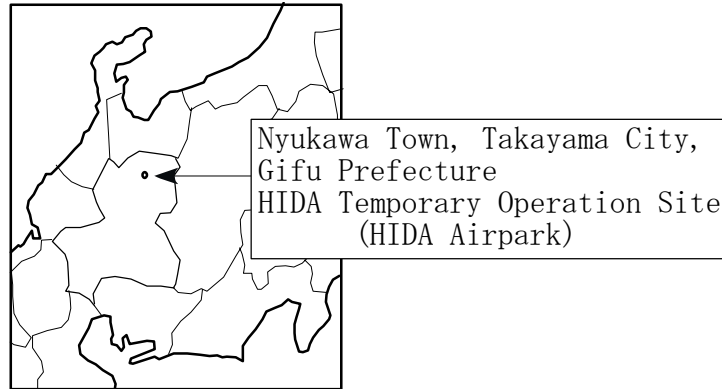 Nyukawa Town, Takayama City,
Gifu Prefecture
HIDA Temporary Operation Site
(HIDA Airpark)